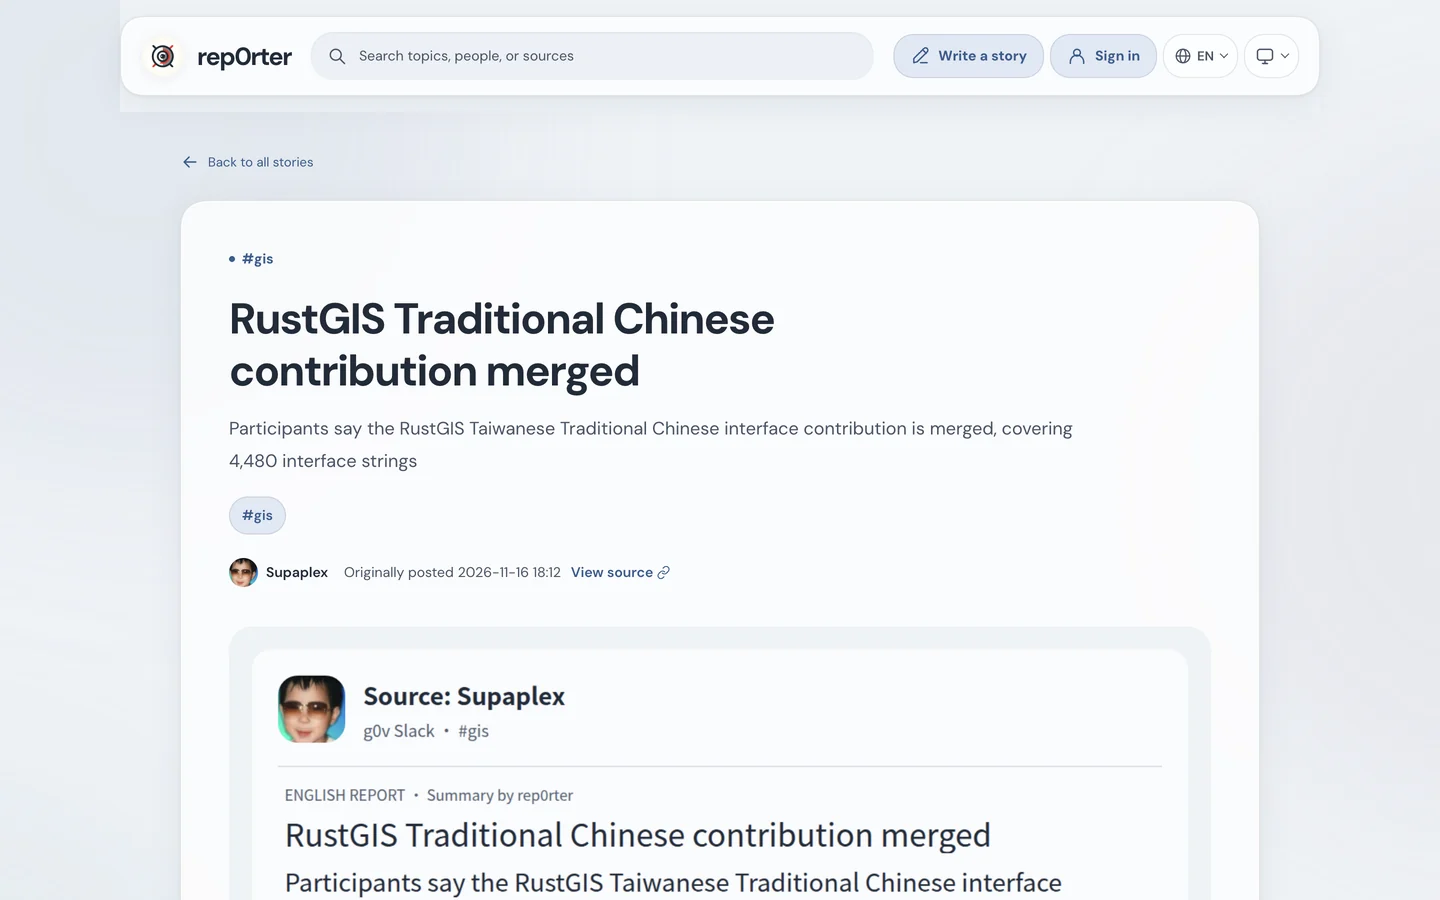 rep0rter
Search topics, people, or sources
Write a story
Sign in
EN
Back to all stories
#gis
RustGIS Traditional Chinese
contribution merged
Participants say the RustGIS Taiwanese Traditional Chinese interface contribution is merged, covering
4,480 interface strings
#gis
Supaplex Originally posted 2026-11-16 18:12 View source
Source: Supaplex
g0v Slack • #gis
ENGLISH REPORT • Summary by rep0rter
RustGIS Traditional Chinese contribution merged
Participants say the RustGIS Taiwanese Traditional Chinese interface